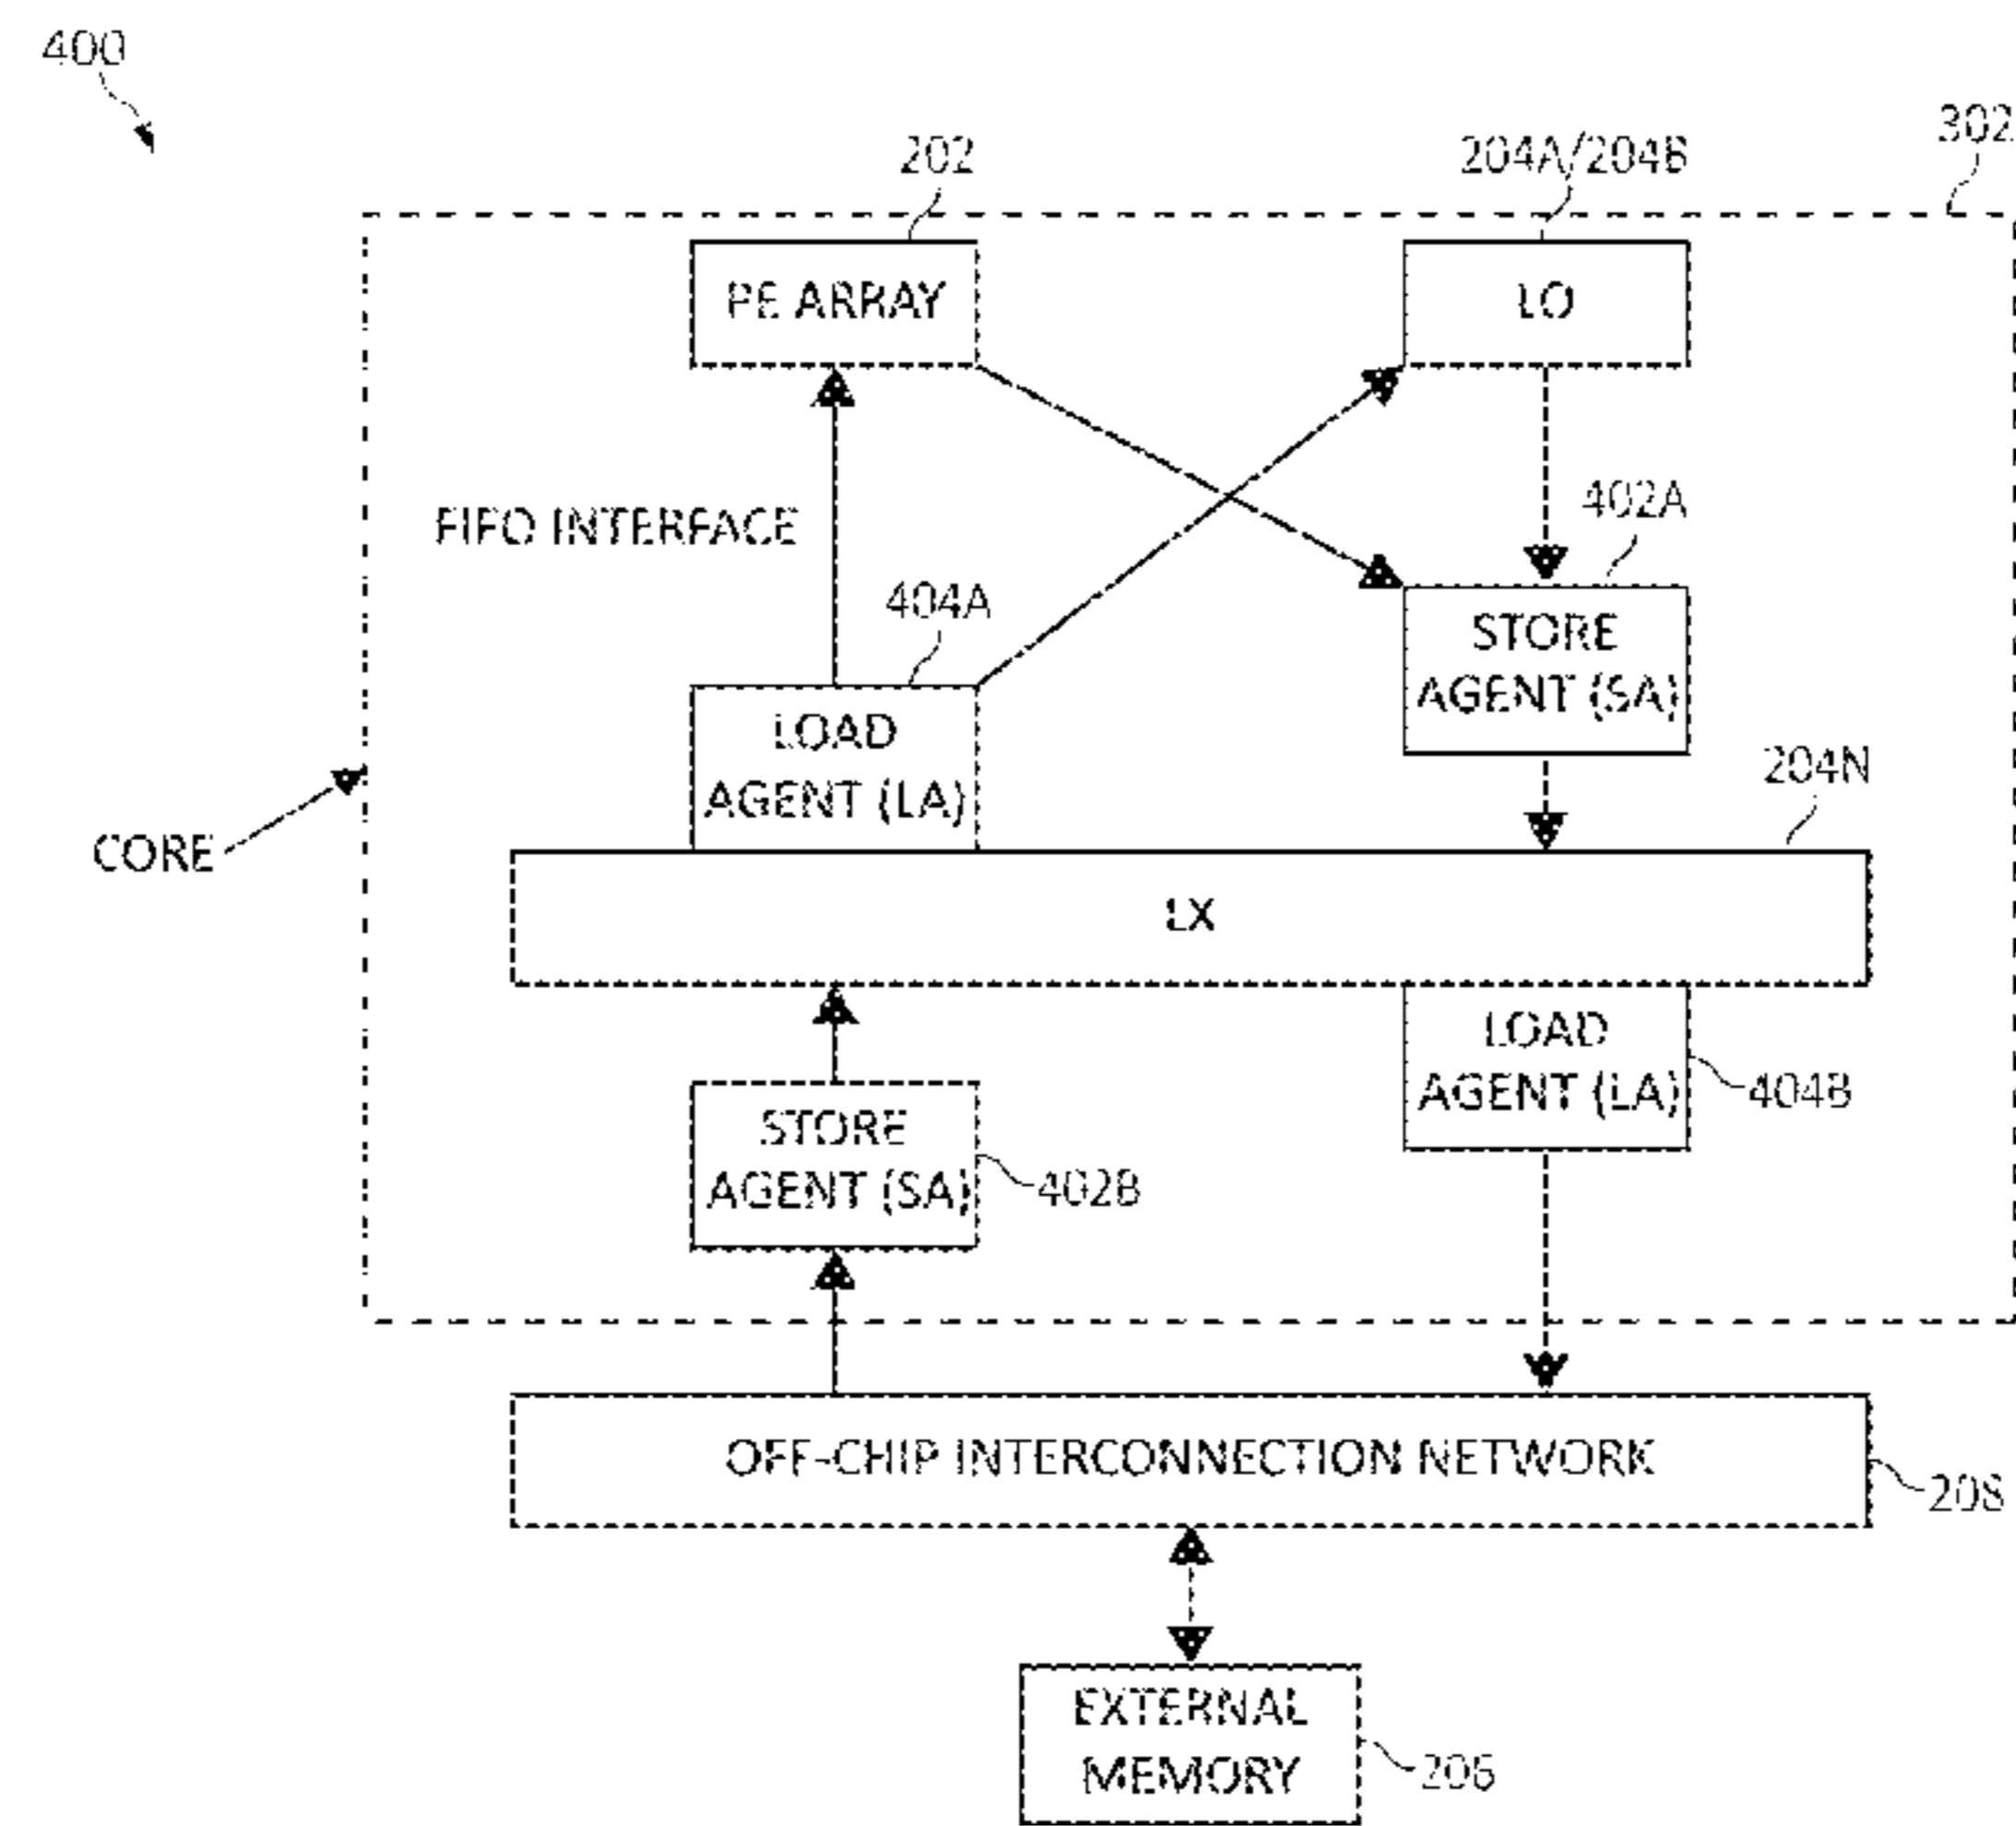 400
302
202
204A/204B
PE ARRAY
LO
FIFO INTERFACE
402A
404A
STORE
AGENT (SA)
LOAD
AGENT (LA)
204N
CORE
LX
LOAD
AGENT (LA)
404B
STORE
AGENT (SA)
402B
OFF-CHIP INTERCONNECTION NETWORK
208
EXTERNAL
MEMORY
206